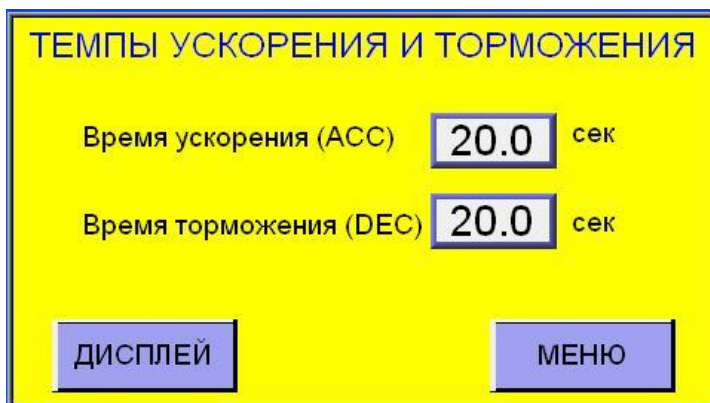 ТЕМПЫ УСКОРЕНИЯ И ТОРМОЖЕНИЯ
Время ускорения (ACC) 20.0 сек
Время торможения (DEC) 20.0 сек
ДИСПЛЕЙ МЕНЮ